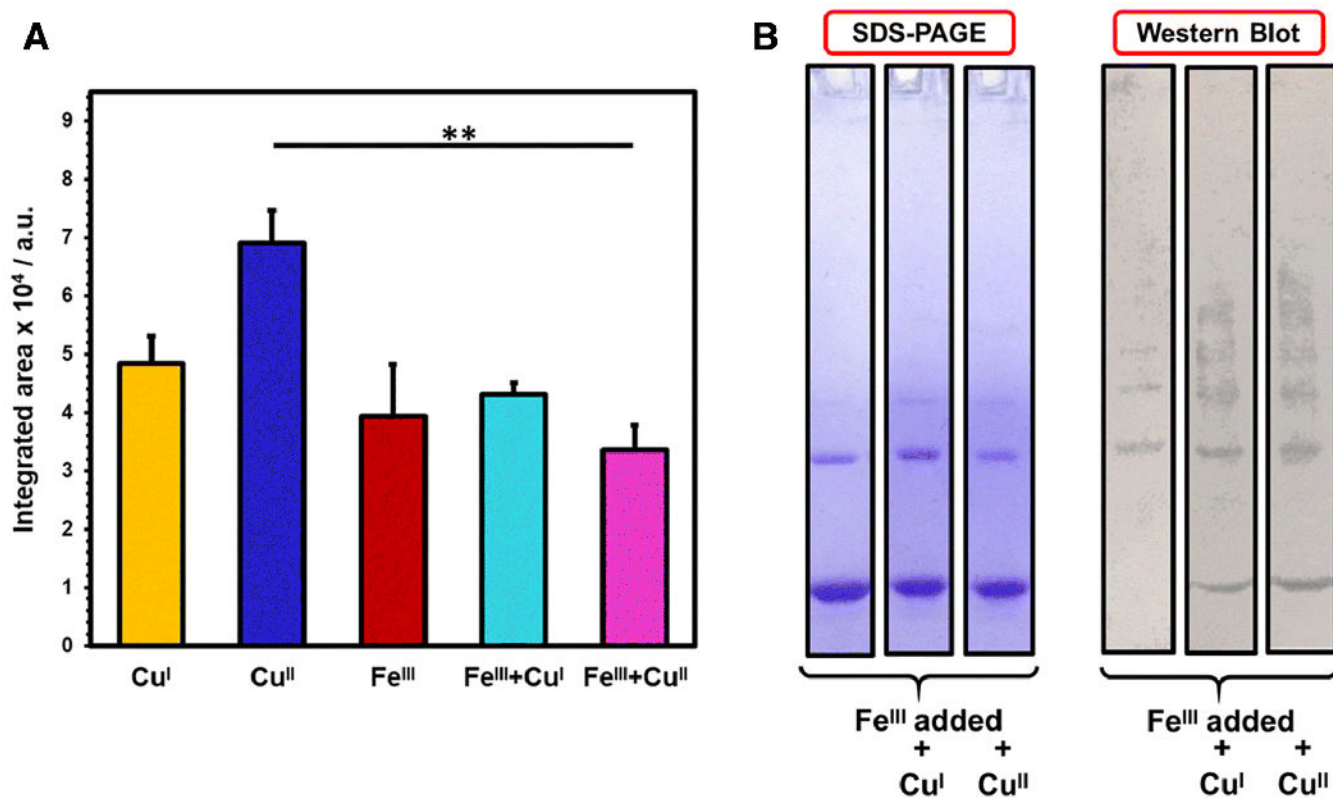 A
Integrated area x 10⁴ / a.u.
9
8
7
6
5
4
3
2
1
0
**
Cuᴵ
Cuᴵᴵ
Feᴵᴵᴵ
Feᴵᴵᴵ+Cuᴵ
Feᴵᴵᴵ+Cuᴵᴵ
B
SDS-PAGE
Western Blot
Feᴵᴵᴵ added
+ +
Cuᴵ Cuᴵᴵ
Feᴵᴵᴵ added
+ +
Cuᴵ Cuᴵᴵ